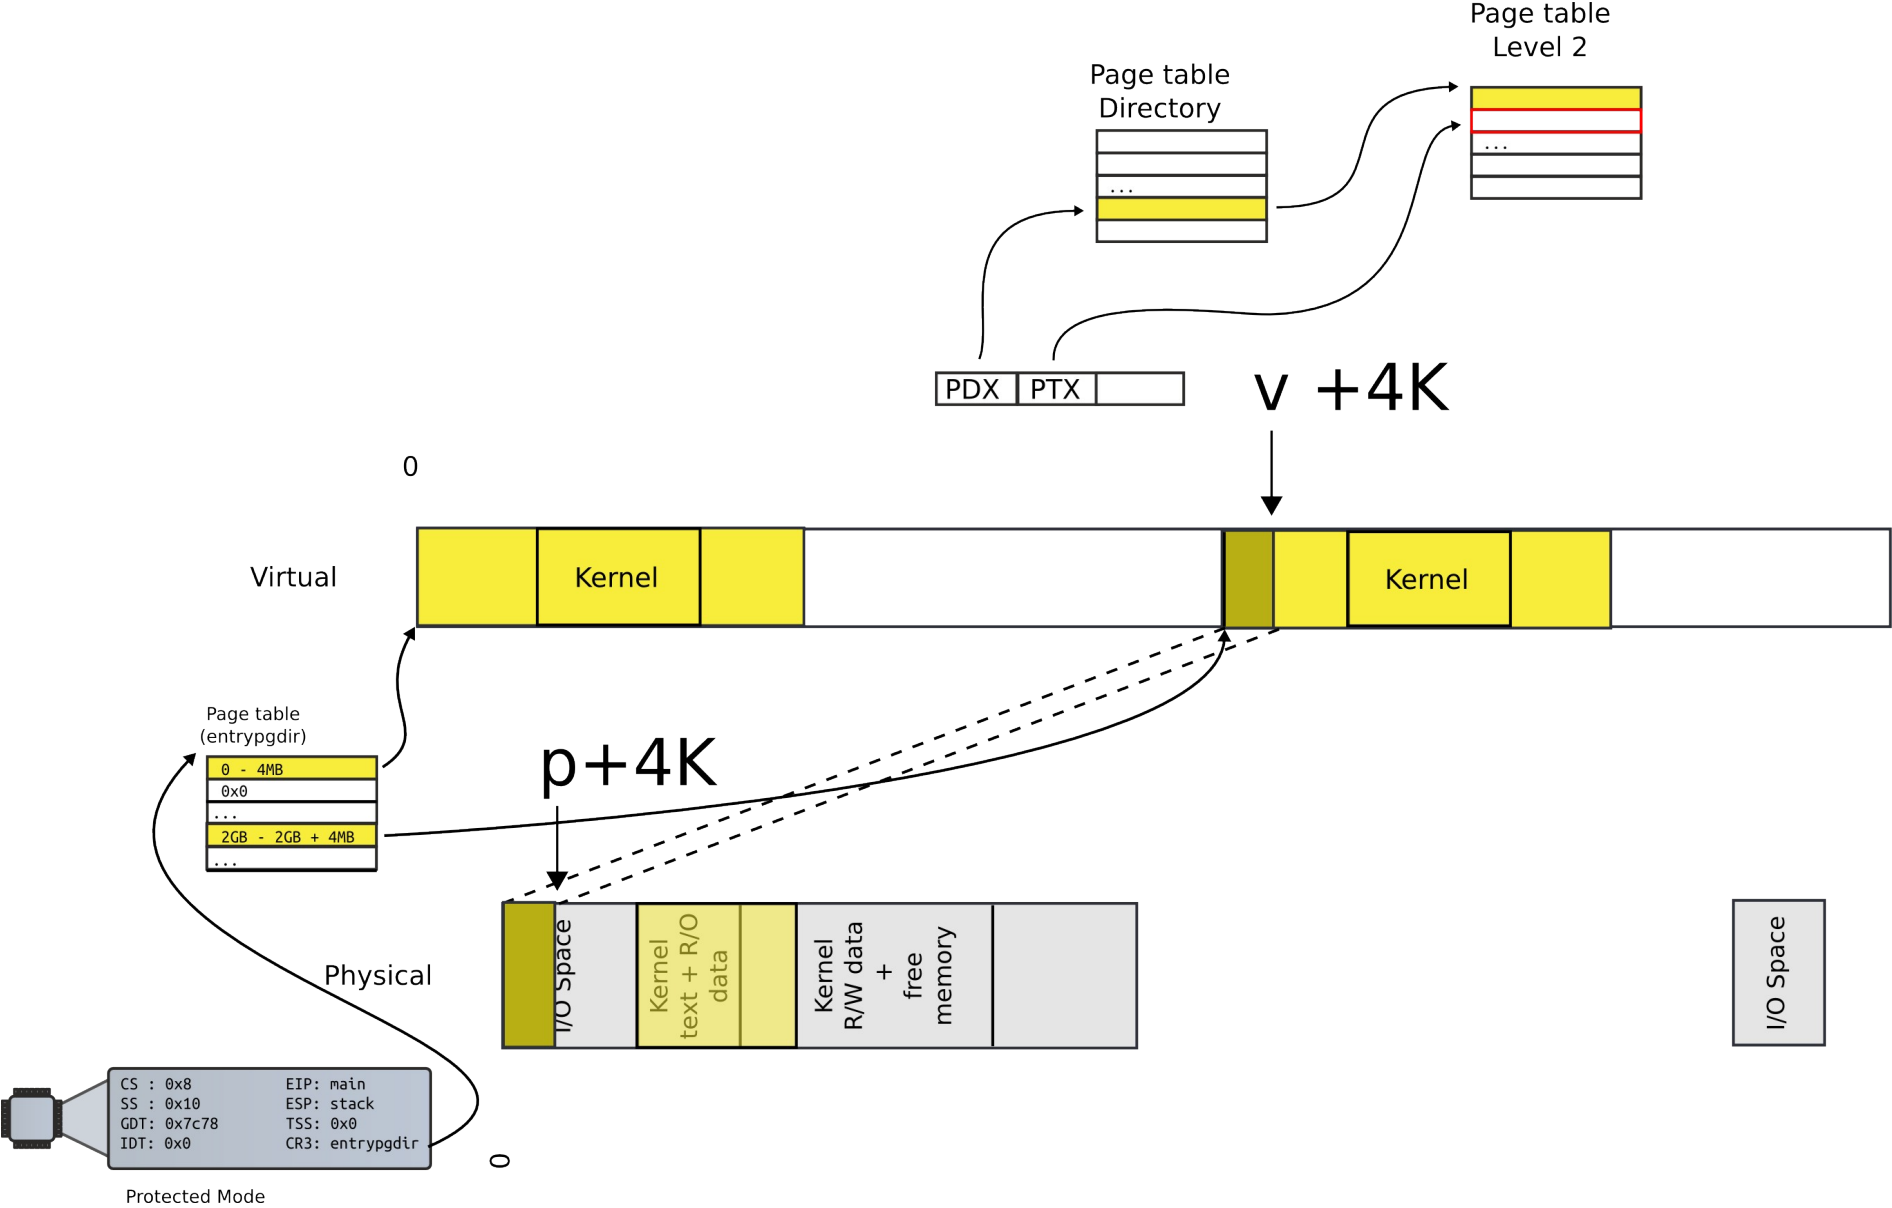 Page table
Level 2
Page table
Directory
...
...
PDX PTX
v +4K
0
Virtual
Kernel
Kernel
Page table
(entrypgdir)
0 - 4MB
0x0
...
2GB - 2GB + 4MB
...
p+4K
Physical
I/O Space
Kernel
text + R/O
data
Kernel
R/W data
+
free
memory
I/O Space
CS : 0x8 EIP: main
SS : 0x10 ESP: stack
GDT: 0x7c78 TSS: 0x0
IDT: 0x0 CR3: entrypgdir
0
Protected Mode